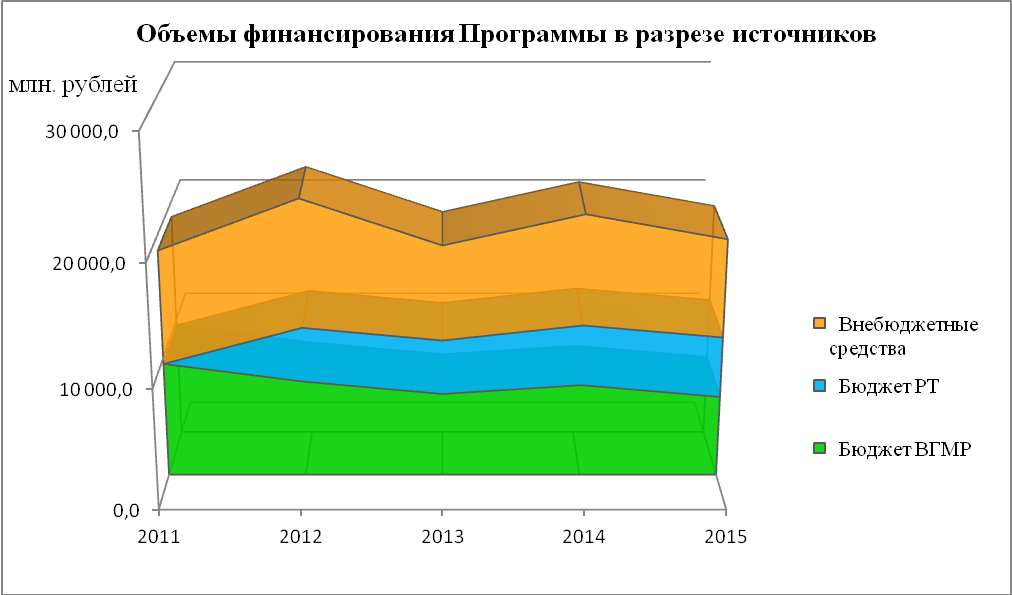 Объемы финансирования Программы в разрезе источников
млн. рублей
30 000,0
20 000,0
10 000,0
0,0
2011 2012 2013 2014 2015
Внебюджетные
средства
Бюджет РТ
Бюджет ВГМР